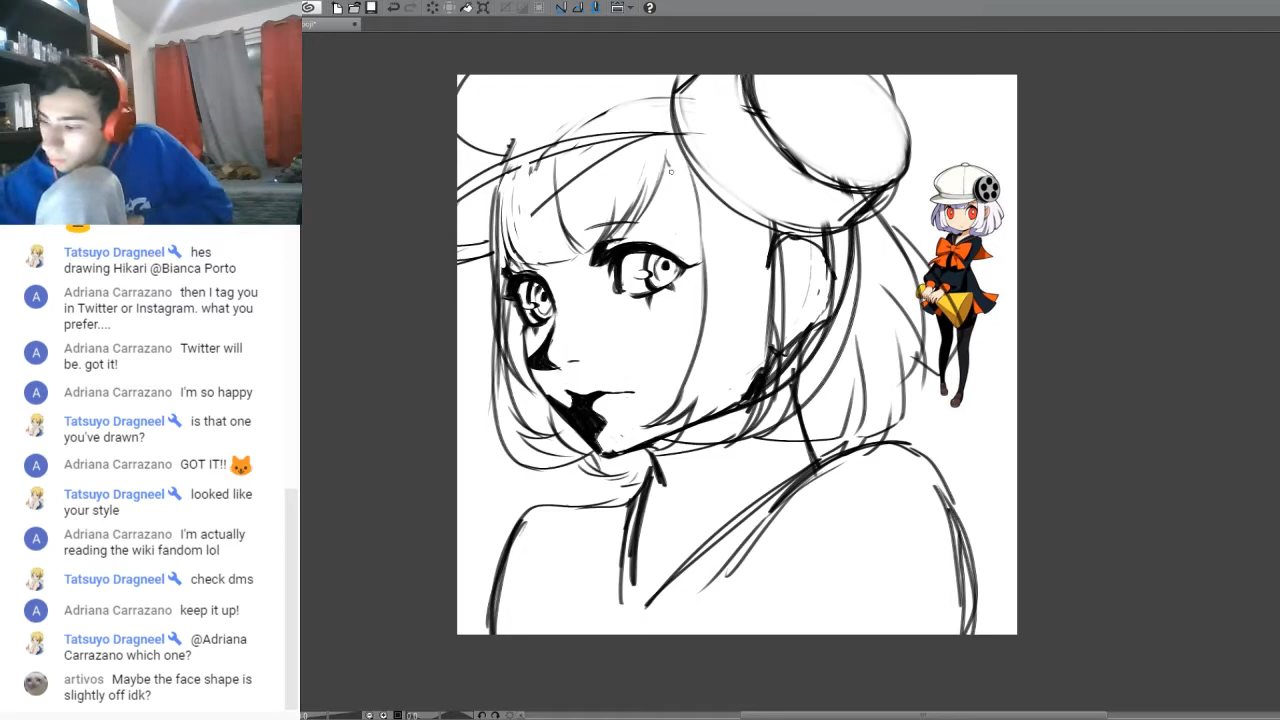 Tatsuyo Dragneel hes
drawing Hikari @Bianca Porto
Adriana Carrazano then I tag you
in Twitter or Instagram. what you
prefer....
Adriana Carrazano Twitter will
be. got it!
Adriana Carrazano I'm so happy
Tatsuyo Dragneel is that one
you've drawn?
Adriana Carrazano GOT IT!!
Tatsuyo Dragneel looked like
your style
Adriana Carrazano I'm actually
reading the wiki fandom lol
Tatsuyo Dragneel check dms
Adriana Carrazano keep it up!
Tatsuyo Dragneel @Adriana
Carrazano which one?
artivos Maybe the face shape is
slightly off idk?